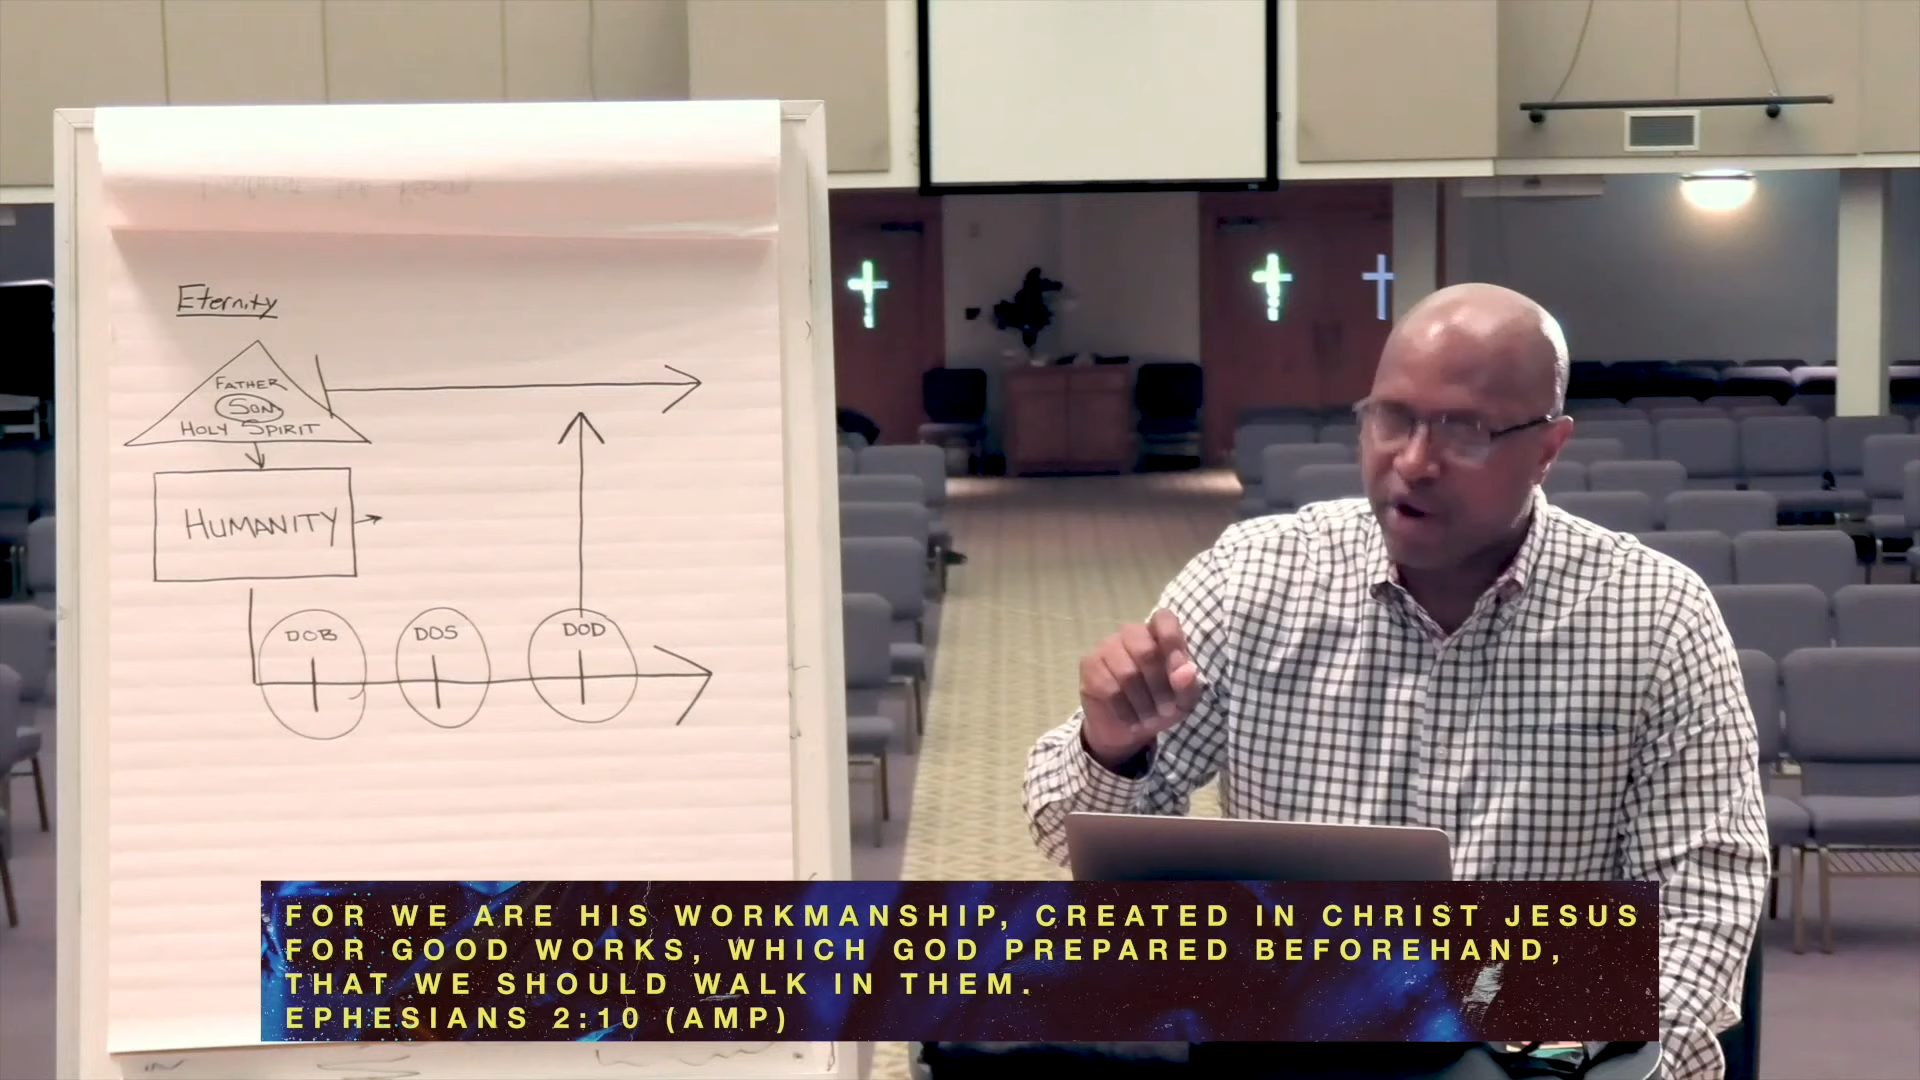 Eternity
FATHER
SON
HOLY SPIRIT
HUMANITY
DOB
DOS
DOD
FOR WE ARE HIS WORKMANSHIP, CREATED IN CHRIST JESUS
FOR GOOD WORKS, WHICH GOD PREPARED BEFOREHAND,
THAT WE SHOULD WALK IN THEM.
EPHESIANS 2:10 (AMP)